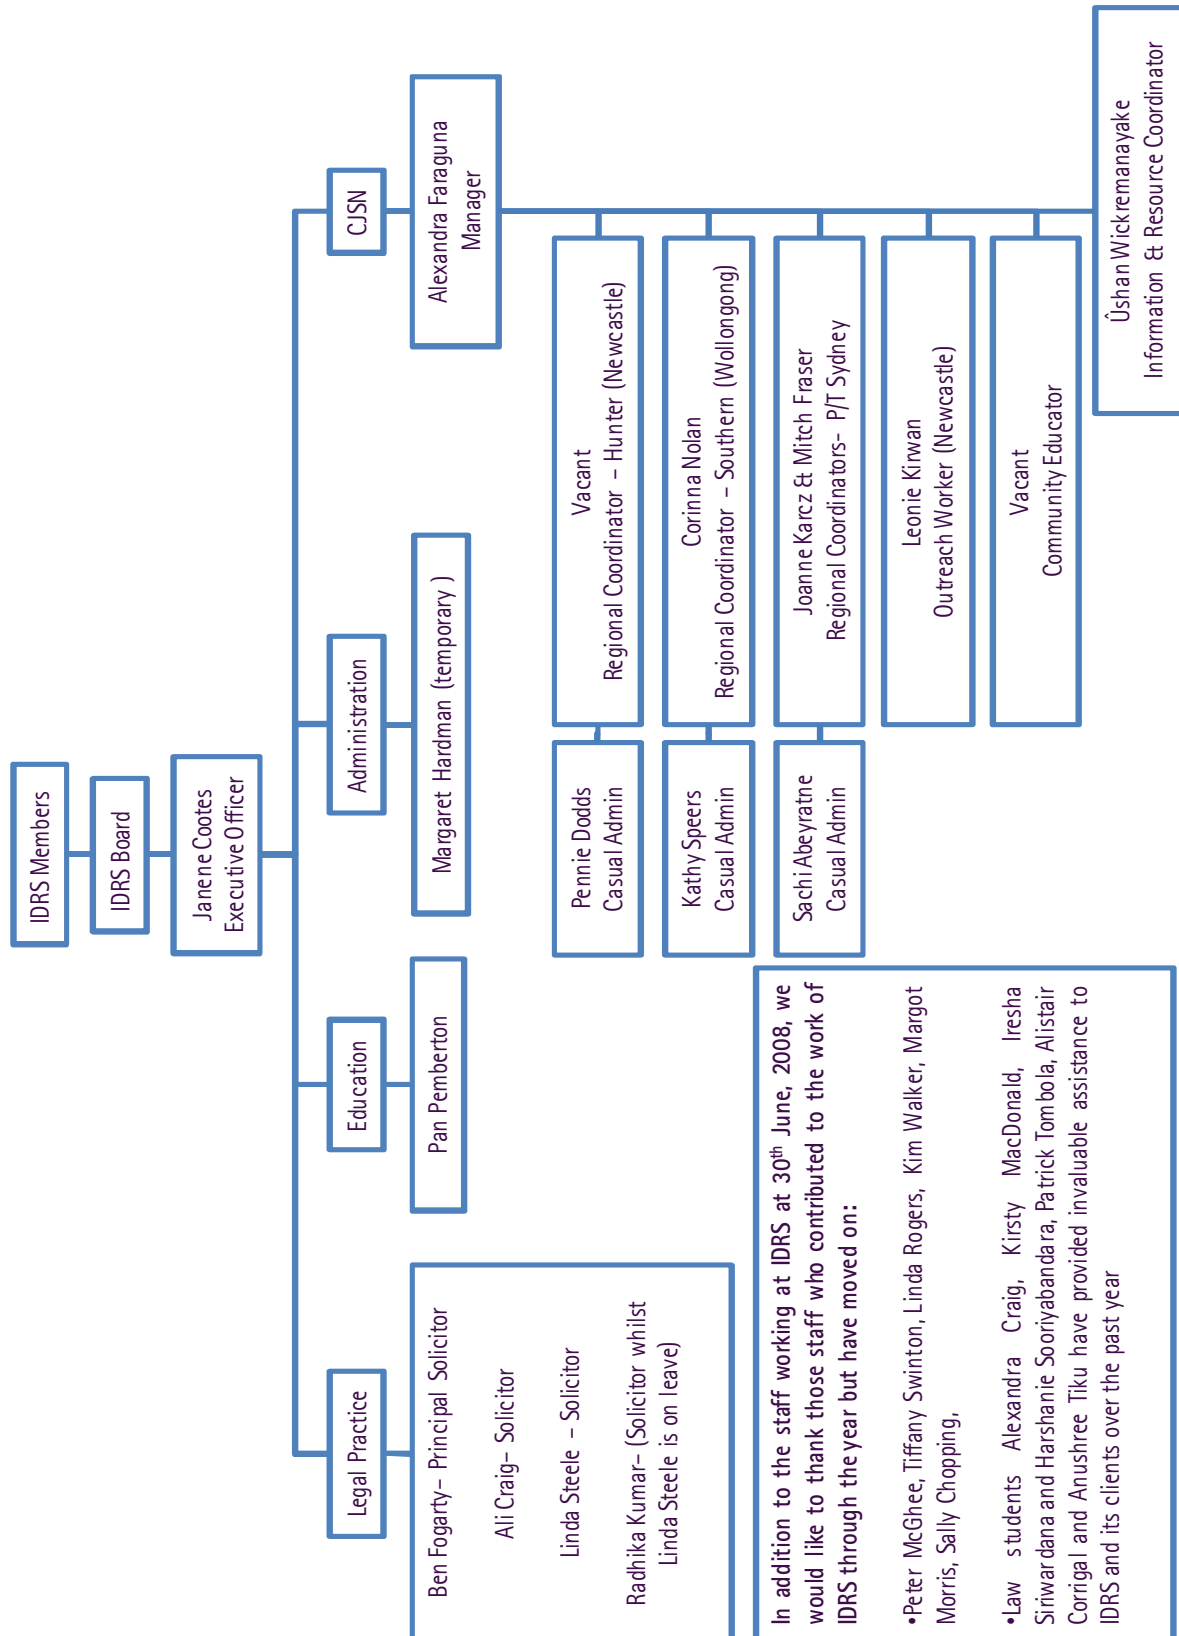 IDRS Members
IDRS Board
Janene Cootes
Executive Officer
Legal Practice
Ben Fogarty– Principal Solicitor
Ali Craig– Solicitor
Linda Steele – Solicitor
Radhika Kumar– (Solicitor whilst
Linda Steele is on leave)
Education
Pan Pemberton
Administration
Margaret Hardman (temporary )
CJSN
Alexandra Faraguna
Manager
Pennie Dodds
Casual Admin
Vacant
Regional Coordinator – Hunter (Newcastle)
Kathy Speers
Casual Admin
Corinna Nolan
Regional Coordinator – Southern (Wollongong)
Sachi Abeyratne
Casual Admin
Joanne Karcz & Mitch Fraser
Regional Coordinators- P/T Sydney
Leonie Kirwan
Outreach Worker (Newcastle)
Vacant
Community Educator
Ûshan Wickremanayake
Information & Resource Coordinator
In addition to the staff working at IDRS at 30th June, 2008, we
would like to thank those staff who contributed to the work of
IDRS through the year but have moved on:
•Peter McGhee, Tiffany Swinton, Linda Rogers, Kim Walker, Margot
Morris, Sally Chopping,
•Law students Alexandra Craig, Kirsty MacDonald, Iresha
Siriwardana and Harshanie Sooriyabandara, Patrick Tombola, Alistair
Corrigal and Anushree Tiku have provided invaluable assistance to
IDRS and its clients over the past year